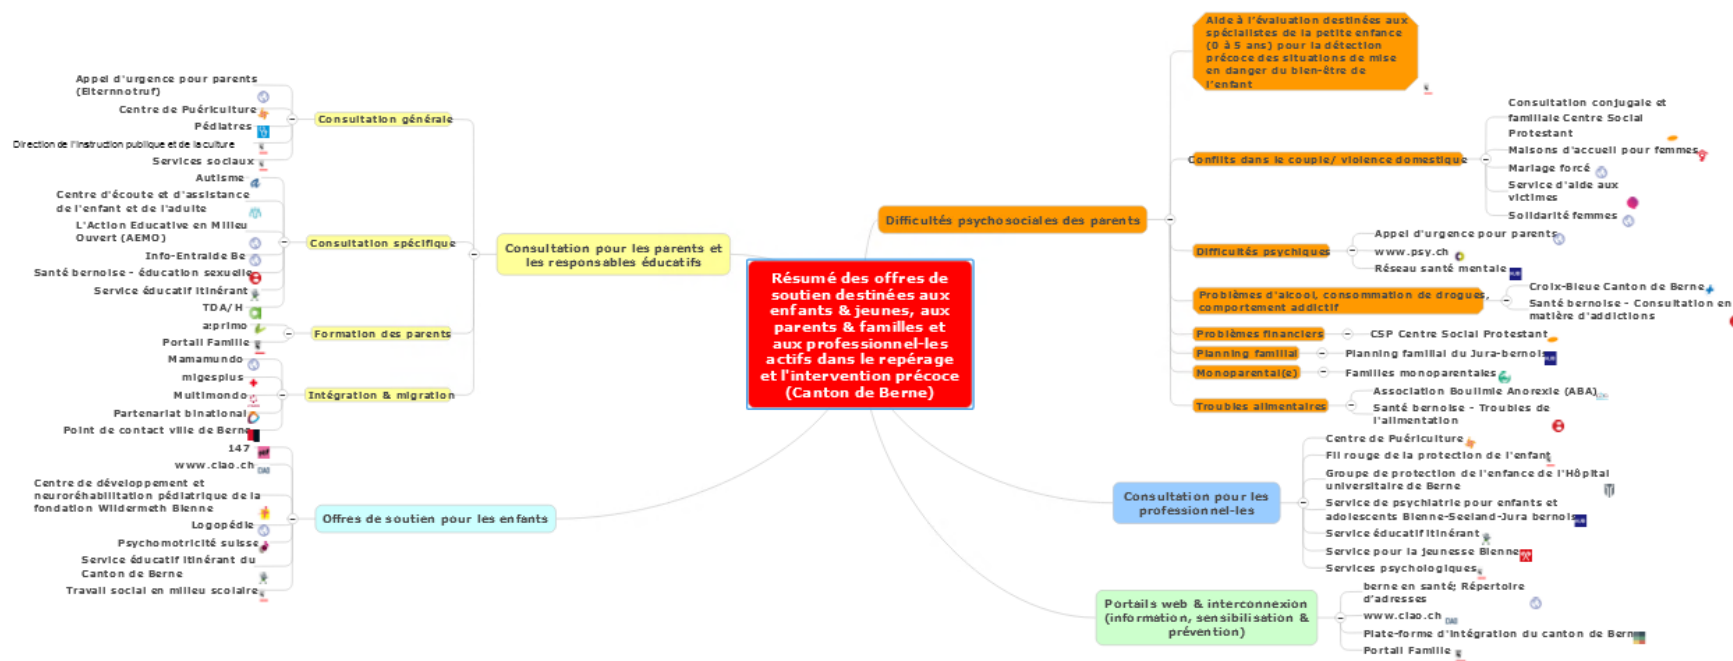 Résumé des offres de
soutien destinées aux
enfants & jeunes, aux
parents & familles et
aux professionnel-les
actifs dans le repérage
et l'intervention précoce
(Canton de Berne)
Consultation pour les parents et
les responsables éducatifs
Consultation générale
Appel d'urgence pour parents
(Elternnotruf)
Centre de Puériculture
Pédiatres
Direction de l'instruction publique et de la culture
Services sociaux
Consultation spécifique
Autisme
Centre d'écoute et d'assistance
de l'enfant et de l'adulte
L'Action Educative en Milieu
Ouvert (AEMO)
Info-Entraide Be
Santé bernoise - éducation sexuelle
Service éducatif itinérant
TDA/H
Formation des parents
a:primo
Portail Famille
Intégration & migration
Mamamundo
migesplus
Multimondo
Partenariat binational
Point de contact ville de Berne
Offres de soutien pour les enfants
147
www.ciao.ch
Centre de développement et
neuroréhabilitation pédiatrique de la
fondation Wildermeth Bienne
Logopédie
Psychomotricité suisse
Service éducatif itinérant du
Canton de Berne
Travail social en milieu scolaire
Difficultés psychosociales des parents
Aide à l'évaluation destinées aux
spécialistes de la petite enfance
(0 à 5 ans) pour la détection
précoce des situations de mise
en danger du bien-être de
l'enfant
Conflits dans le couple/ violence domestique
Consultation conjugale et
familiale Centre Social
Protestant
Maisons d'accueil pour femmes
Mariage forcé
Service d'aide aux
victimes
Solidarité femmes
Difficultés psychiques
Appel d'urgence pour parents
www.psy.ch
Réseau santé mentale
Problèmes d'alcool, consommation de drogues,
comportement addictif
Croix-Bleue Canton de Berne
Santé bernoise - Consultation en
matière d'addictions
Problèmes financiers
CSP Centre Social Protestant
Planning familial
Planning familial du Jura-bernois
Monoparental(e)
Familles monoparentales
Troubles alimentaires
Association Boulimie Anorexie (ABA)
Santé bernoise - Troubles de
l'alimentation
Consultation pour les
professionnel-les
Centre de Puériculture
Fil rouge de la protection de l'enfant
Groupe de protection de l'enfance de l'Hôpital
universitaire de Berne
Service de psychiatrie pour enfants et
adolescents Bienne-Seeland-Jura bernois
Service éducatif itinérant
Service pour la jeunesse Bienne
Services psychologiques
Portails web & interconnexion
(information, sensibilisation &
prévention)
berne en santé; Répertoire
d'adresses
www.ciao.ch
Plate-forme d'intégration du canton de Berne
Portail Famille